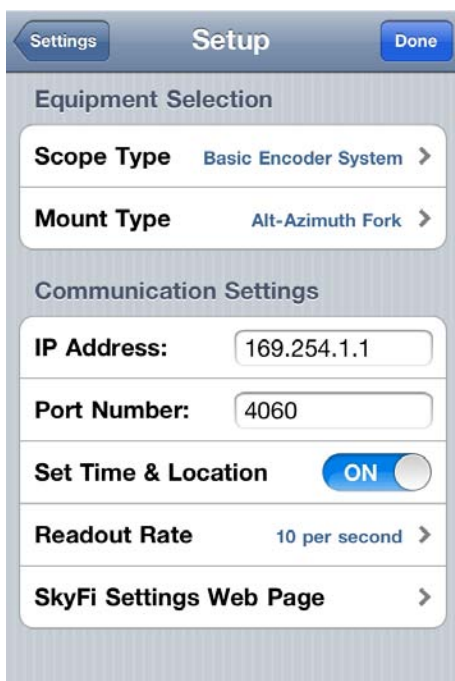 Settings Setup Done
Equipment Selection
Scope Type Basic Encoder System
Mount Type Alt-Azimuth Fork
Communication Settings
IP Address: 169.254.1.1
Port Number: 4060
Set Time & Location ON
Readout Rate 10 per second
SkyFi Settings Web Page